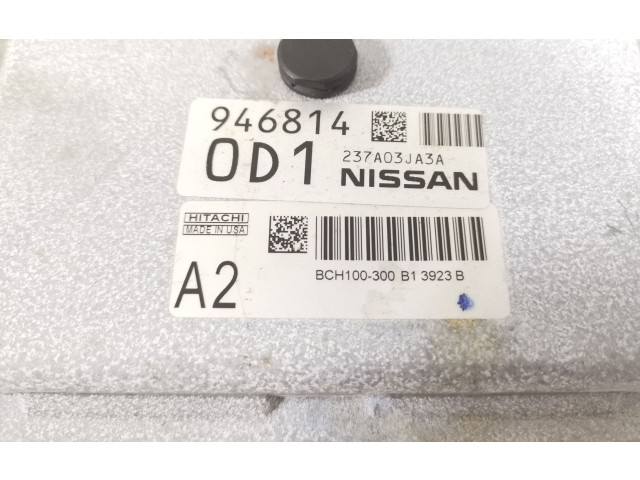 946814
0D1
237A03JA3A
NISSAN
HITACHI
MADE IN USA
A2
BCH100-300 B1 3923 B